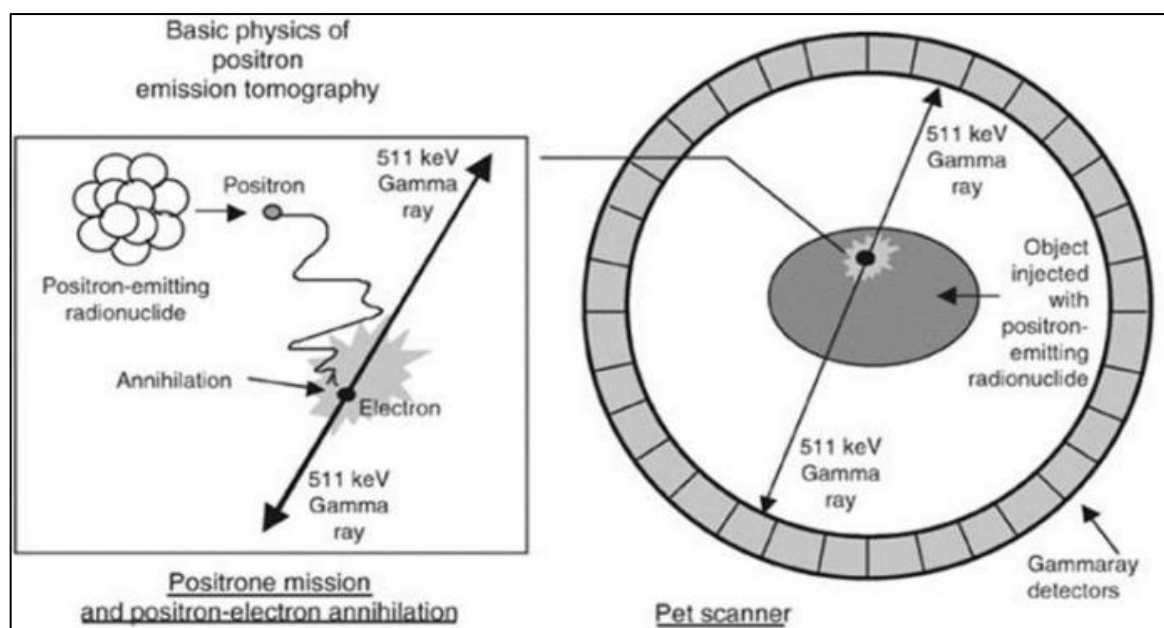 Basic physics of
positron
emission tomography
511 keV
Gamma
ray
Positron
Positron-emitting
radionuclide
Annihilation
Electron
511 keV
Gamma
ray
Positrone mission
and positron-electron annihilation
511 keV
Gamma
ray
Object
injected
with
positron-
emitting
radionuclide
511 keV
Gamma
ray
Gammaray
detectors
Pet scanner